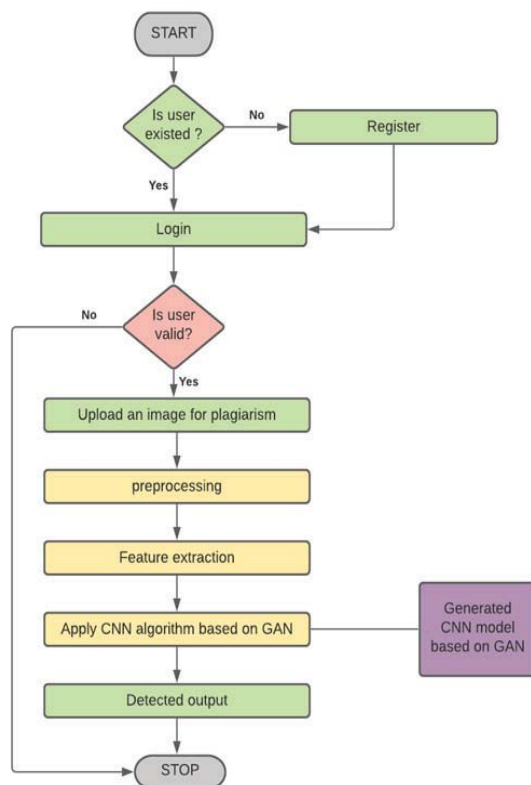 START
Is user
existed ?
No
Register
Yes
Login
Is user
valid?
No
Yes
Upload an image for plagiarism
preprocessing
Feature extraction
Apply CNN algorithm based on GAN
Generated
CNN model
based on GAN
Detected output
STOP